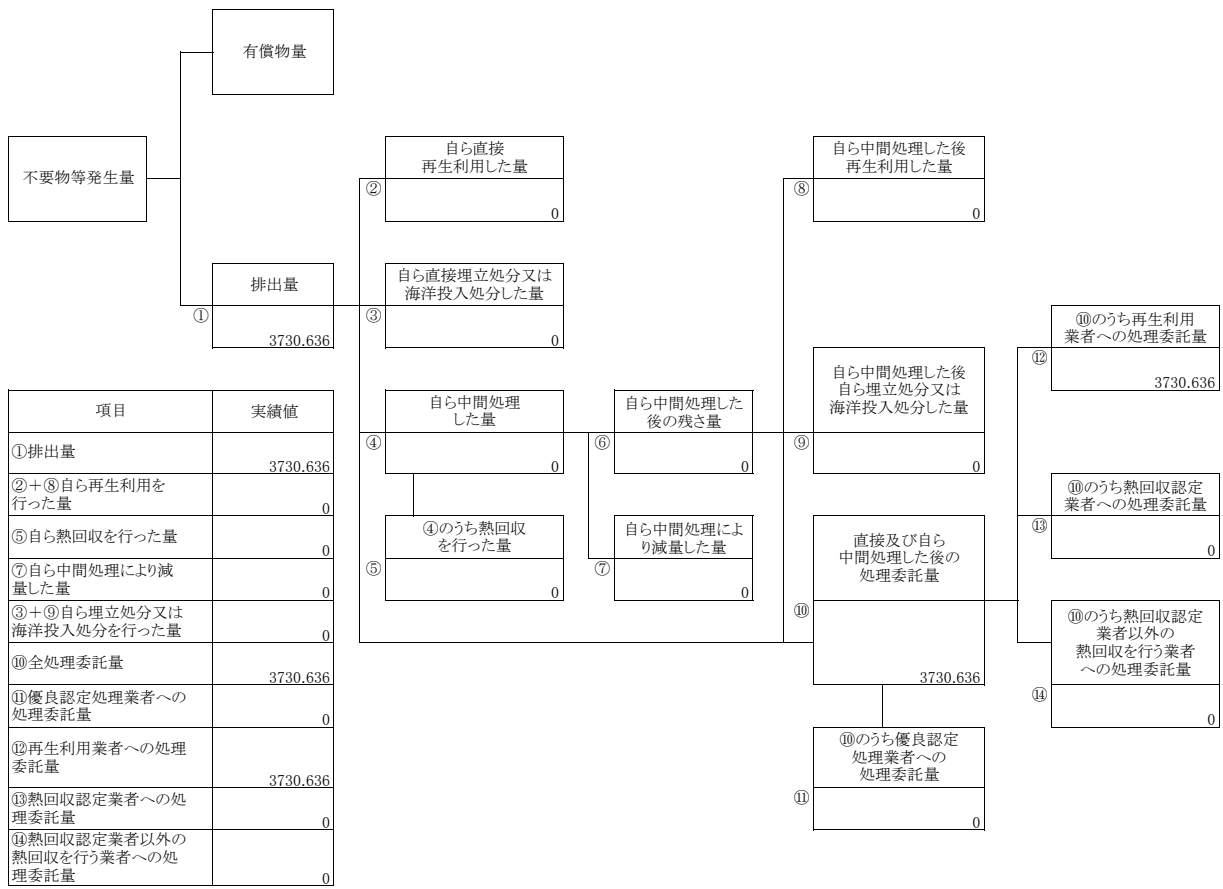 有償物量
不要物等発生量
自ら直接
再生利用した量
②
0
自ら中間処理した後
再生利用した量
⑧
0
排出量
①
3730.636
自ら直接埋立処分又は
海洋投入処分した量
③
0
⑩のうち再生利用
業者への処理委託量
⑫
3730.636
自ら中間処理
した量
④
0
自ら中間処理した
後の残さ量
⑥
0
自ら中間処理した後
自ら埋立処分又は
海洋投入処分した量
⑨
0
⑩のうち熱回収認定
業者への処理委託量
⑬
0
④のうち熱回収
を行った量
⑤
0
自ら中間処理によ
り減量した量
⑦
0
直接及び自ら
中間処理した後の
処理委託量
⑩
3730.636
⑩のうち熱回収認定
業者以外の
熱回収を行う業者
への処理委託量
⑭
0
⑩のうち優良認定
処理業者への
処理委託量
⑪
0
項目 実績値
①排出量
3730.636
②＋⑧自ら再生利用を
行った量
0
⑤自ら熱回収を行った量
0
⑦自ら中間処理により減
量した量
0
③＋⑨自ら埋立処分又は
海洋投入処分を行った量
0
⑩全処理委託量
3730.636
⑪優良認定処理業者への
処理委託量
0
⑫再生利用業者への処理
委託量
3730.636
⑬熱回収認定業者への処
理委託量
0
⑭熱回収認定業者以外の
熱回収を行う業者への処
理委託量
0